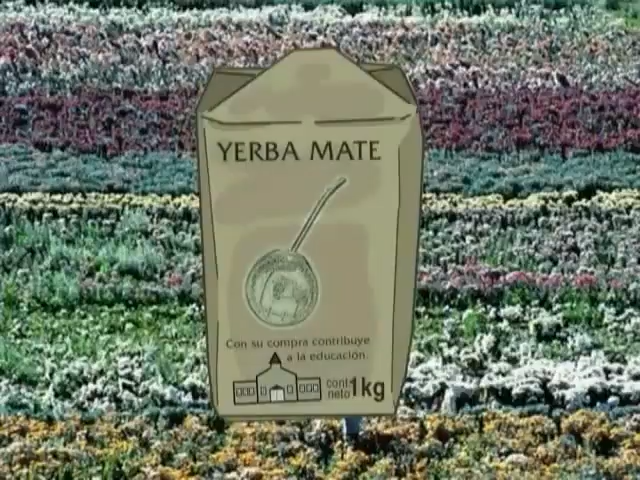 YERBA MATE
Con su compra contribuye
a la educación.
cont
neto 1kg